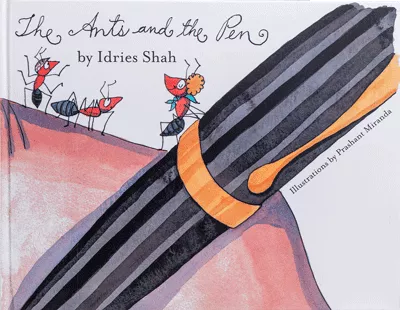 The Ants and the Pen
by Idries Shah
Illustrations by Prashant Miranda